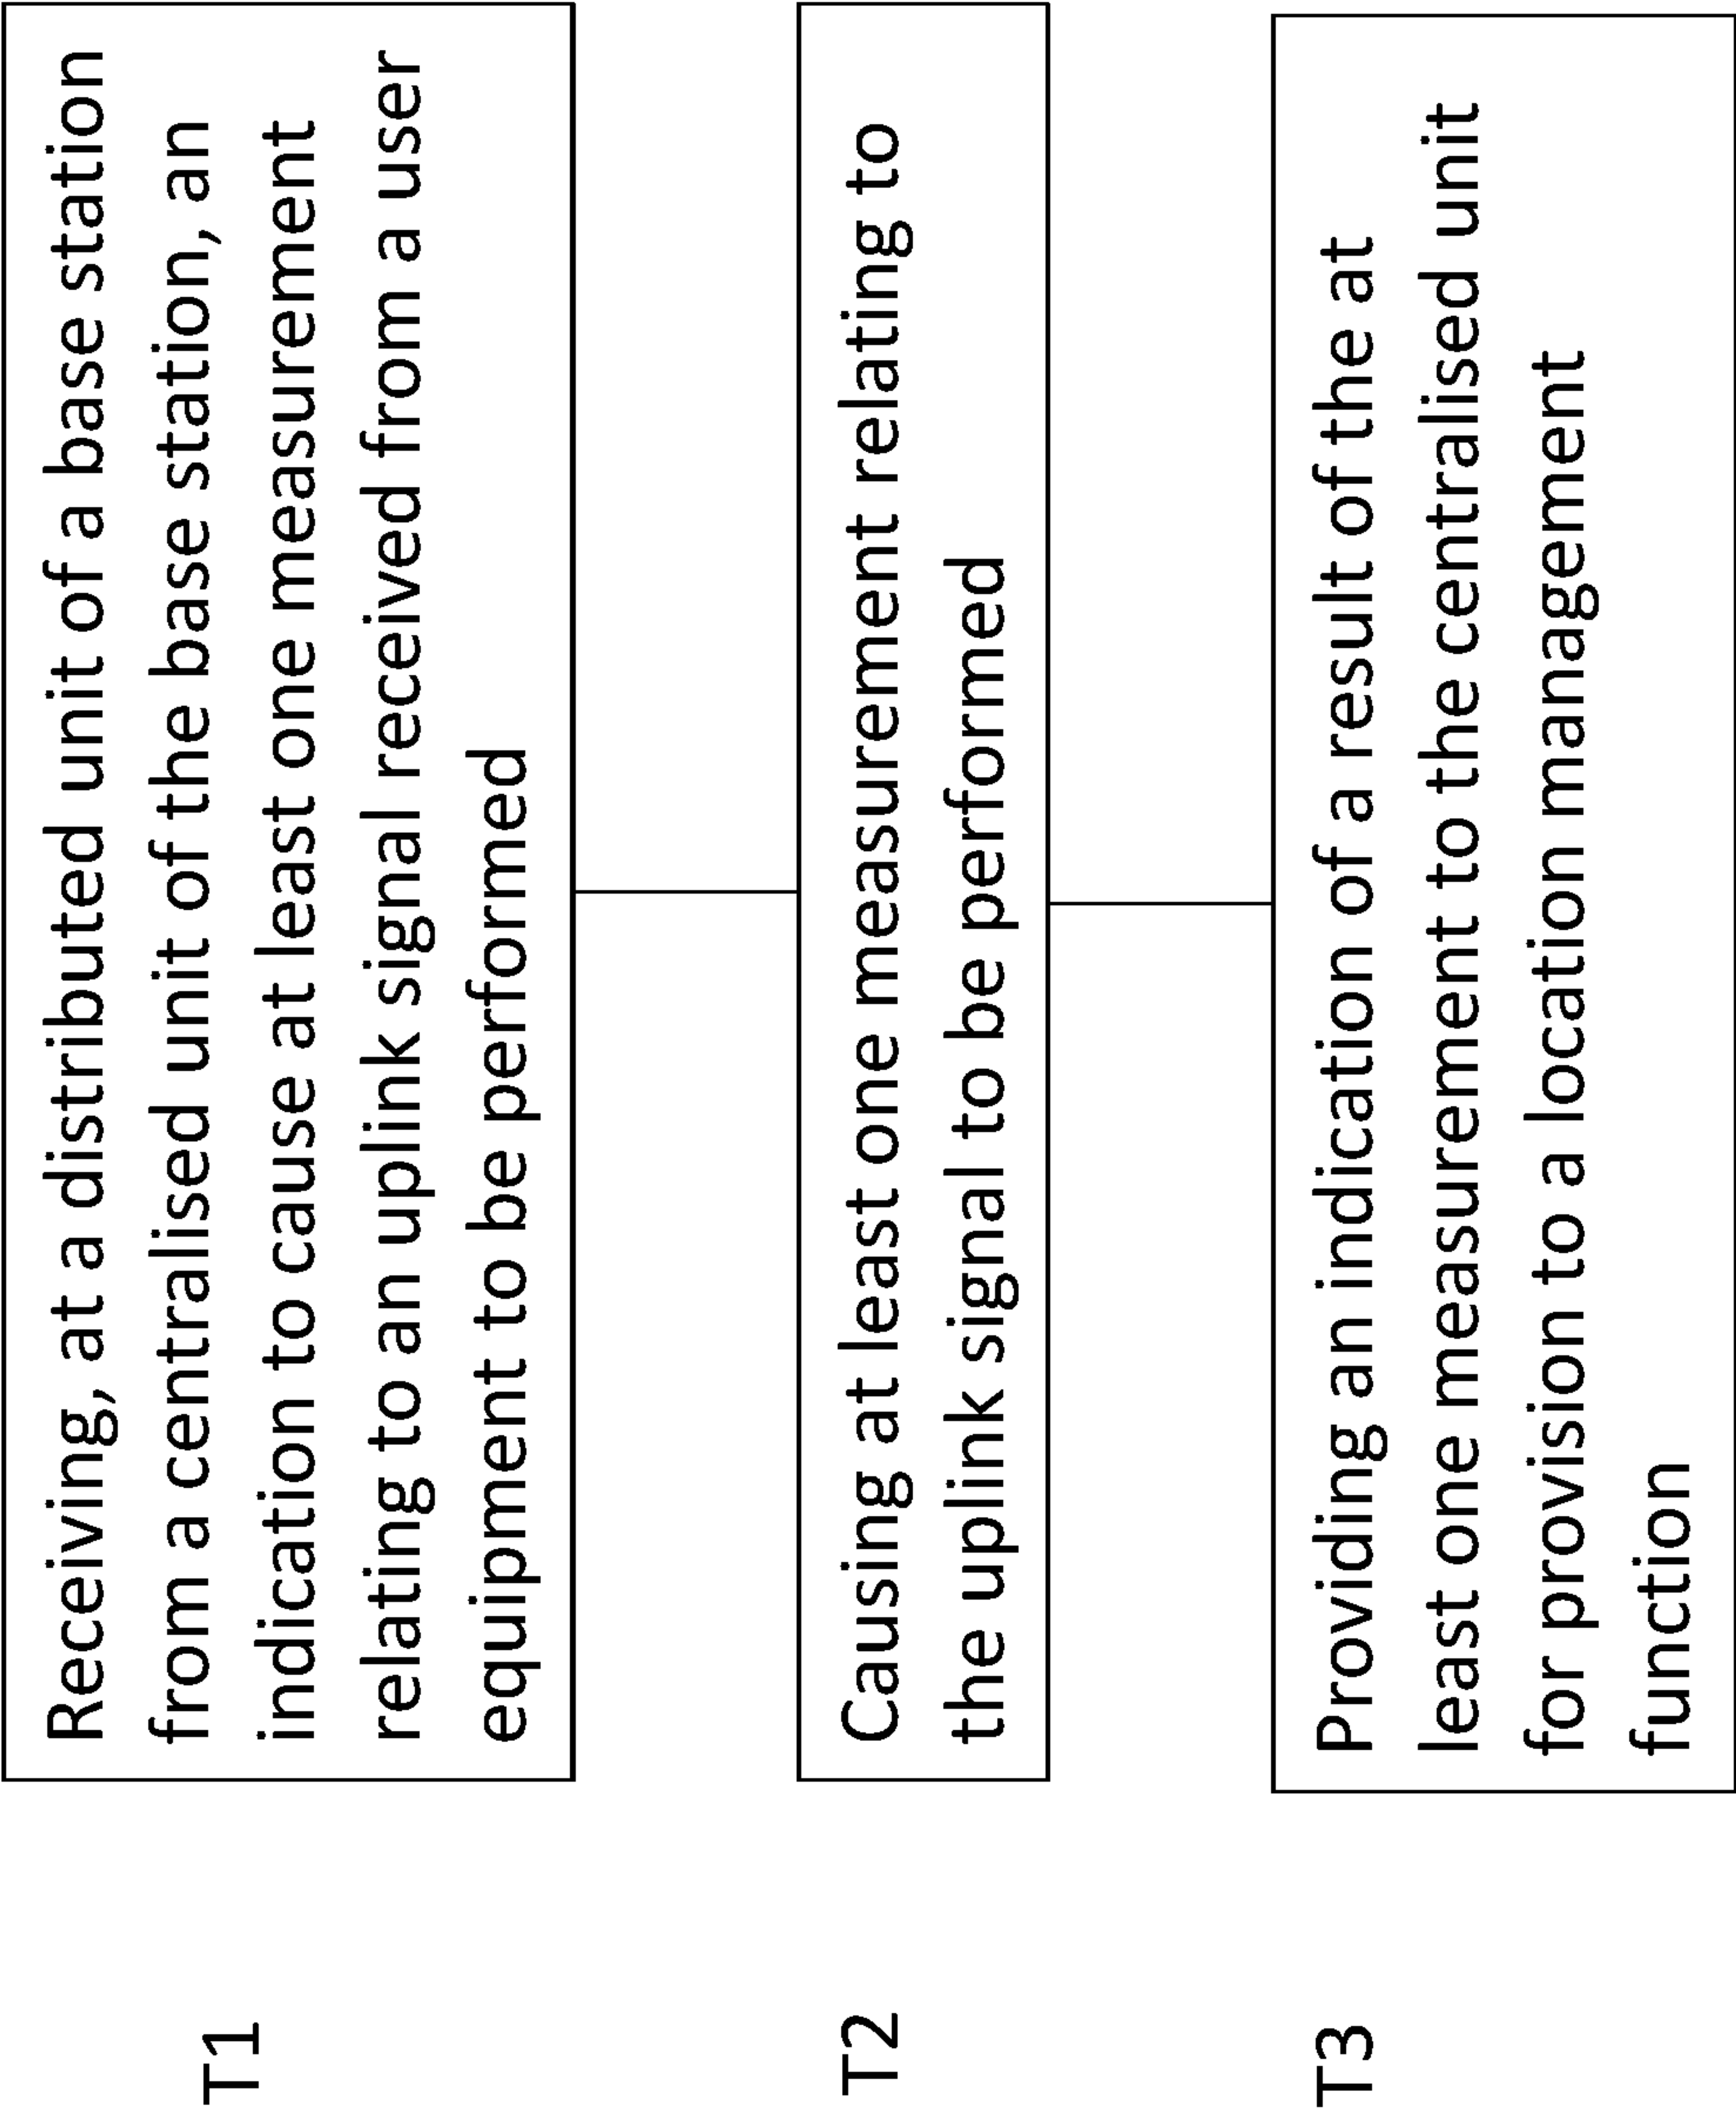 T1
Receiving, at a distributed unit of a base station
from a centralised unit of the base station, an
indication to cause at least one measurement
relating to an uplink signal received from a user
equipment to be performed
T2
Causing at least one measurement relating to
the uplink signal to be performed
T3
Providing an indication of a result of the at
least one measurement to the centralised unit
for provision to a location management
function